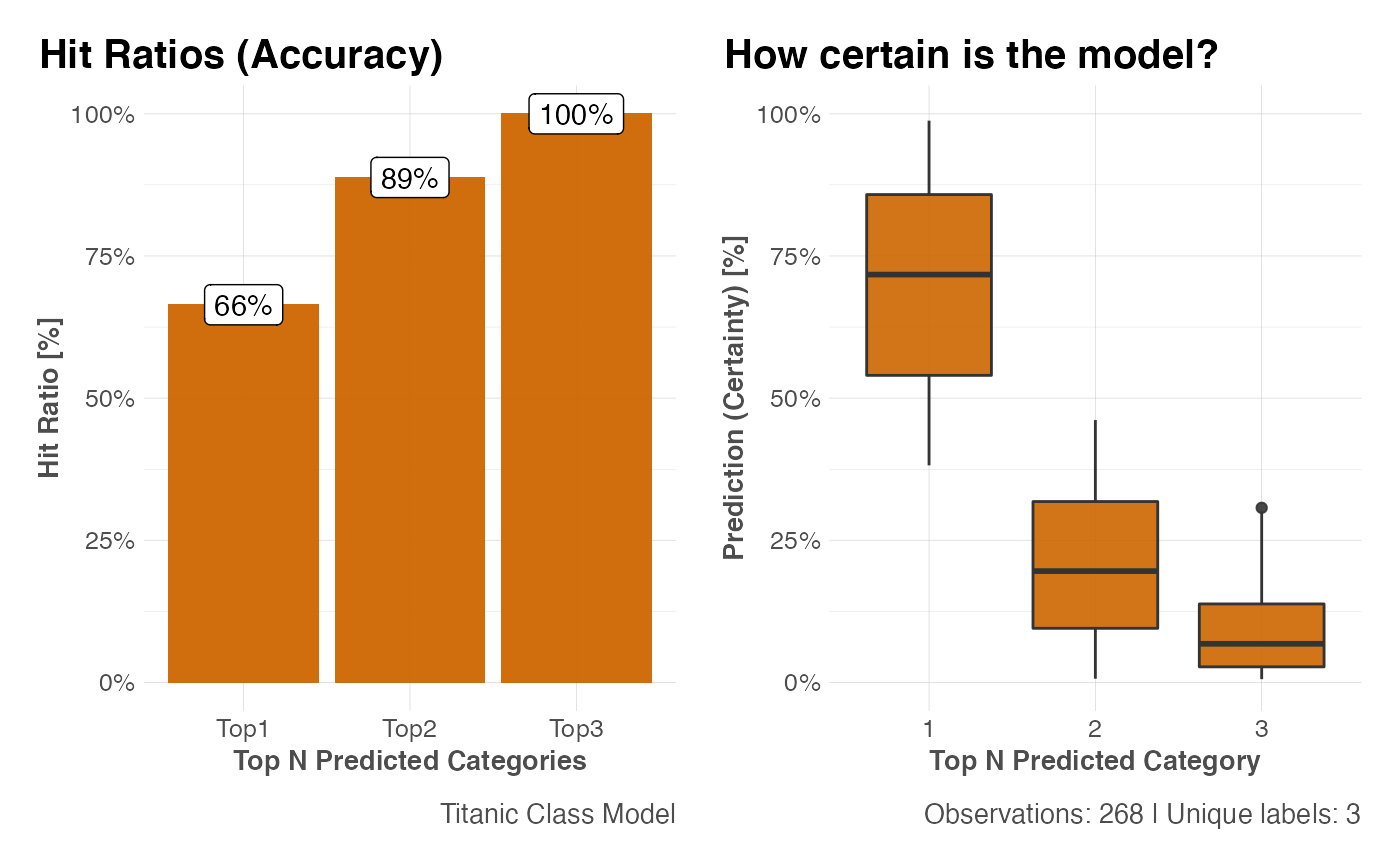 Hit Ratios (Accuracy)
Hit Ratio [%]
100%
75%
50%
25%
0%
66%
89%
100%
Top1 Top2 Top3
Top N Predicted Categories
Titanic Class Model
How certain is the model?
Prediction (Certainty) [%]
100%
75%
50%
25%
0%
1 2 3
Top N Predicted Category
Observations: 268 | Unique labels: 3